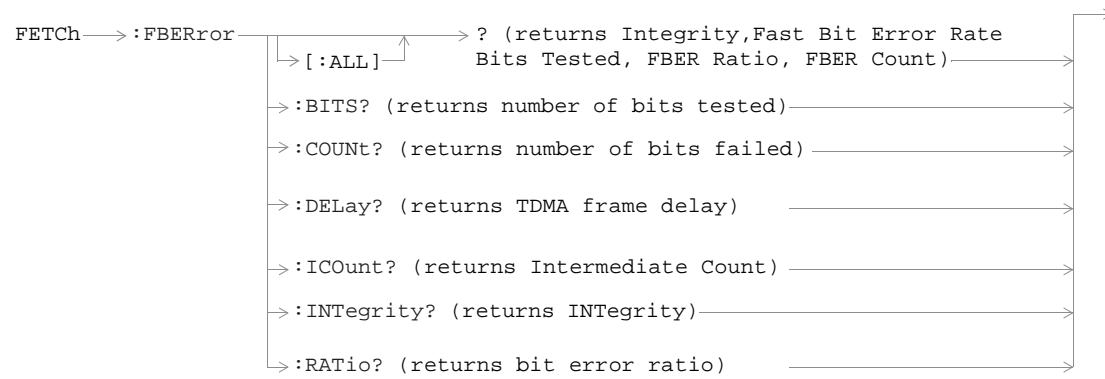 FETCh :FBERror ? (returns Integrity,Fast Bit Error Rate
[:ALL] Bits Tested, FBER Ratio, FBER Count)
:BITS? (returns number of bits tested)
:COUNt? (returns number of bits failed)
:DELay? (returns TDMA frame delay)
:ICOunt? (returns Intermediate Count)
:INTegrity? (returns INTegrity)
:RATio? (returns bit error ratio)